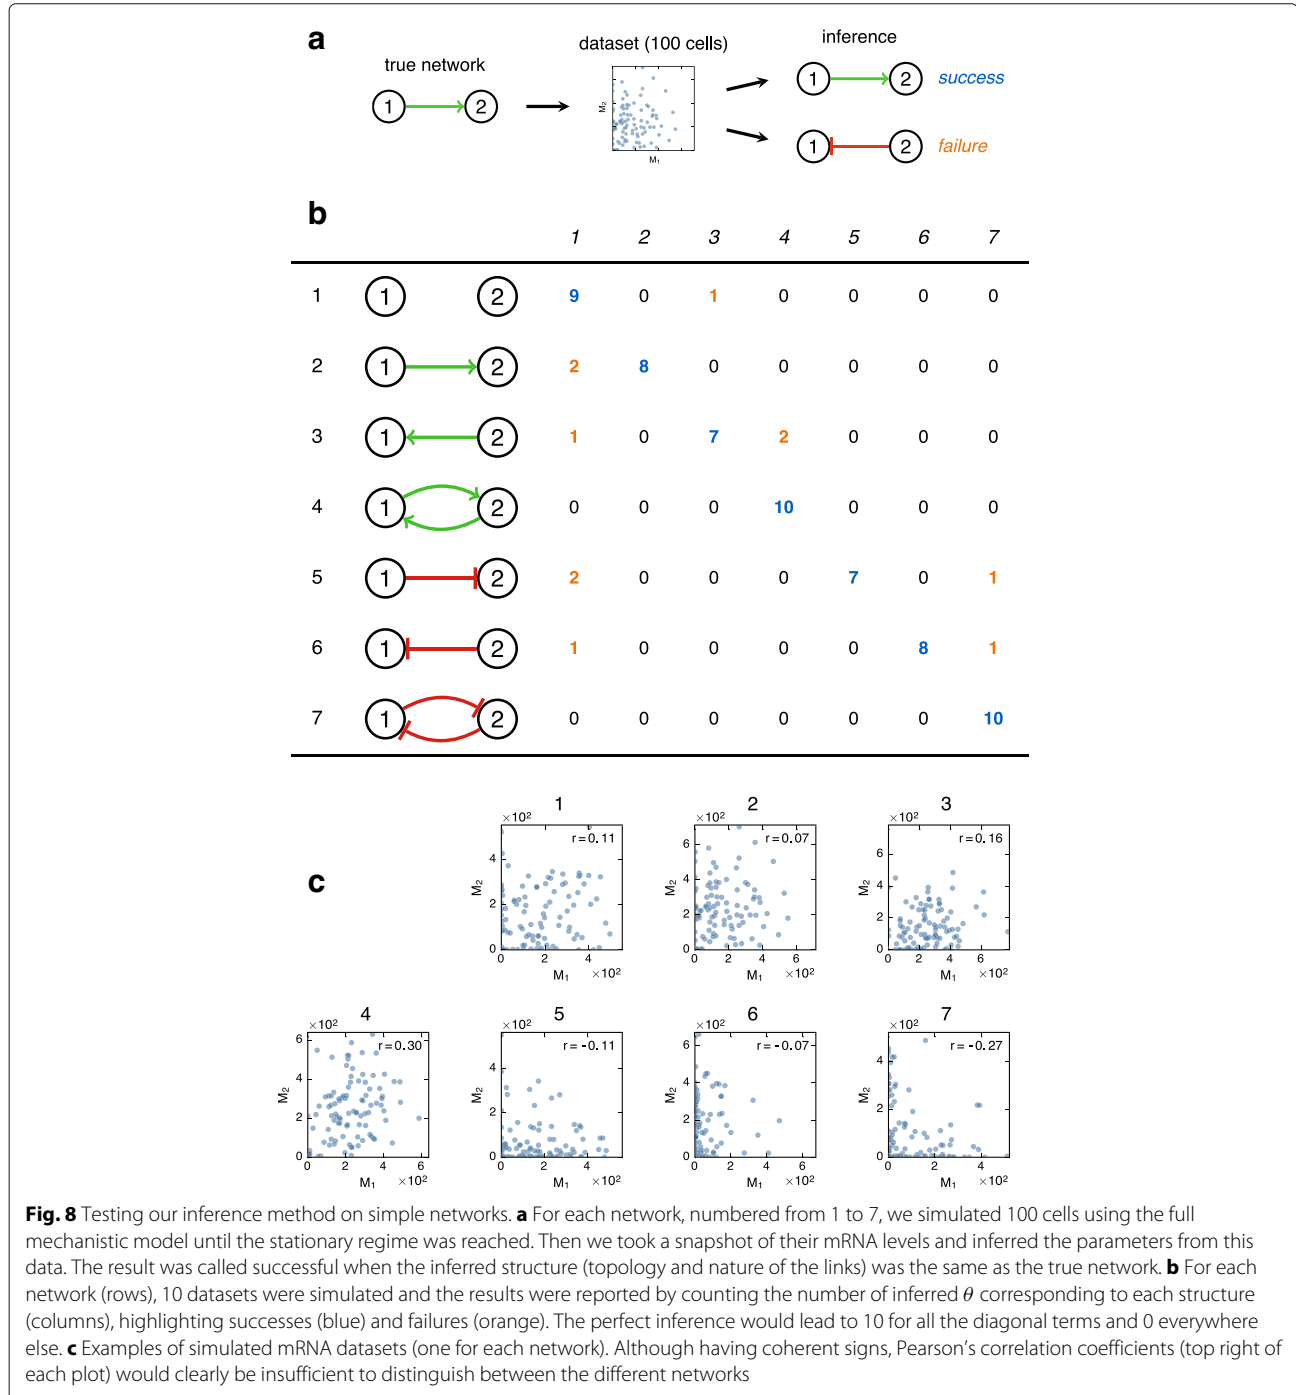 a
true network
1 2
dataset (100 cells)
M₂
M₁
inference
1 2 success
1 2 failure
b
1 2 3 4 5 6 7
1 1 2 9 0 1 0 0 0 0
2 1 2 2 8 0 0 0 0 0
3 1 2 1 0 7 2 0 0 0
4 1 2 0 0 0 10 0 0 0
5 1 2 2 0 0 0 7 0 1
6 1 2 1 0 0 0 0 8 1
7 1 2 0 0 0 0 0 0 10
c
1
×10²
r=0.11
4
2
0
M₂
0 2 4
M₁ ×10²
2
×10²
r=0.07
6
4
2
0
M₂
0 2 4 6
M₁ ×10²
3
×10²
r=0.16
6
4
2
0
M₂
0 2 4 6
M₁ ×10²
4
×10²
r=0.30
6
4
2
0
M₂
0 2 4 6
M₁ ×10²
5
×10²
r=−0.11
4
2
0
M₂
0 2 4
M₁ ×10²
6
×10²
r=−0.07
6
4
2
0
M₂
0 2 4 6
M₁ ×10²
7
×10²
r=−0.27
4
2
0
M₂
0 2 4
M₁ ×10²
Fig. 8 Testing our inference method on simple networks. a For each network, numbered from 1 to 7, we simulated 100 cells using the full
mechanistic model until the stationary regime was reached. Then we took a snapshot of their mRNA levels and inferred the parameters from this
data. The result was called successful when the inferred structure (topology and nature of the links) was the same as the true network. b For each
network (rows), 10 datasets were simulated and the results were reported by counting the number of inferred θ corresponding to each structure
(columns), highlighting successes (blue) and failures (orange). The perfect inference would lead to 10 for all the diagonal terms and 0 everywhere
else. c Examples of simulated mRNA datasets (one for each network). Although having coherent signs, Pearson's correlation coefficients (top right of
each plot) would clearly be insufficient to distinguish between the different networks